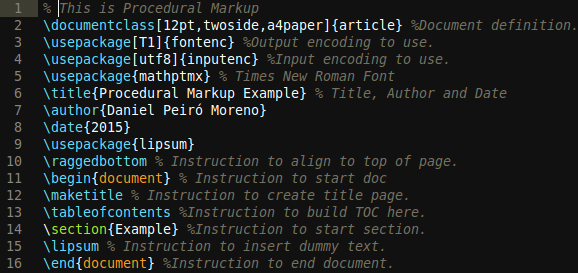 1 % This is Procedural Markup
2 \documentclass[12pt,twoside,a4paper]{article} %Document definition.
3 \usepackage[T1]{fontenc} %Output encoding to use.
4 \usepackage[utf8]{inputenc} %Input encoding to use.
5 \usepackage{mathptmx} % Times New Roman Font
6 \title{Procedural Markup Example} % Title, Author and Date
7 \author{Daniel Peiró Moreno}
8 \date{2015}
9 \usepackage{lipsum}
10 \raggedbottom % Instruction to align to top of page.
11 \begin{document} % Instruction to start doc
12 \maketitle % Instruction to create title page.
13 \tableofcontents %Instruction to build TOC here.
14 \section{Example} %Instruction to start section.
15 \lipsum % Instruction to insert dummy text.
16 \end{document} %Instruction to end document.